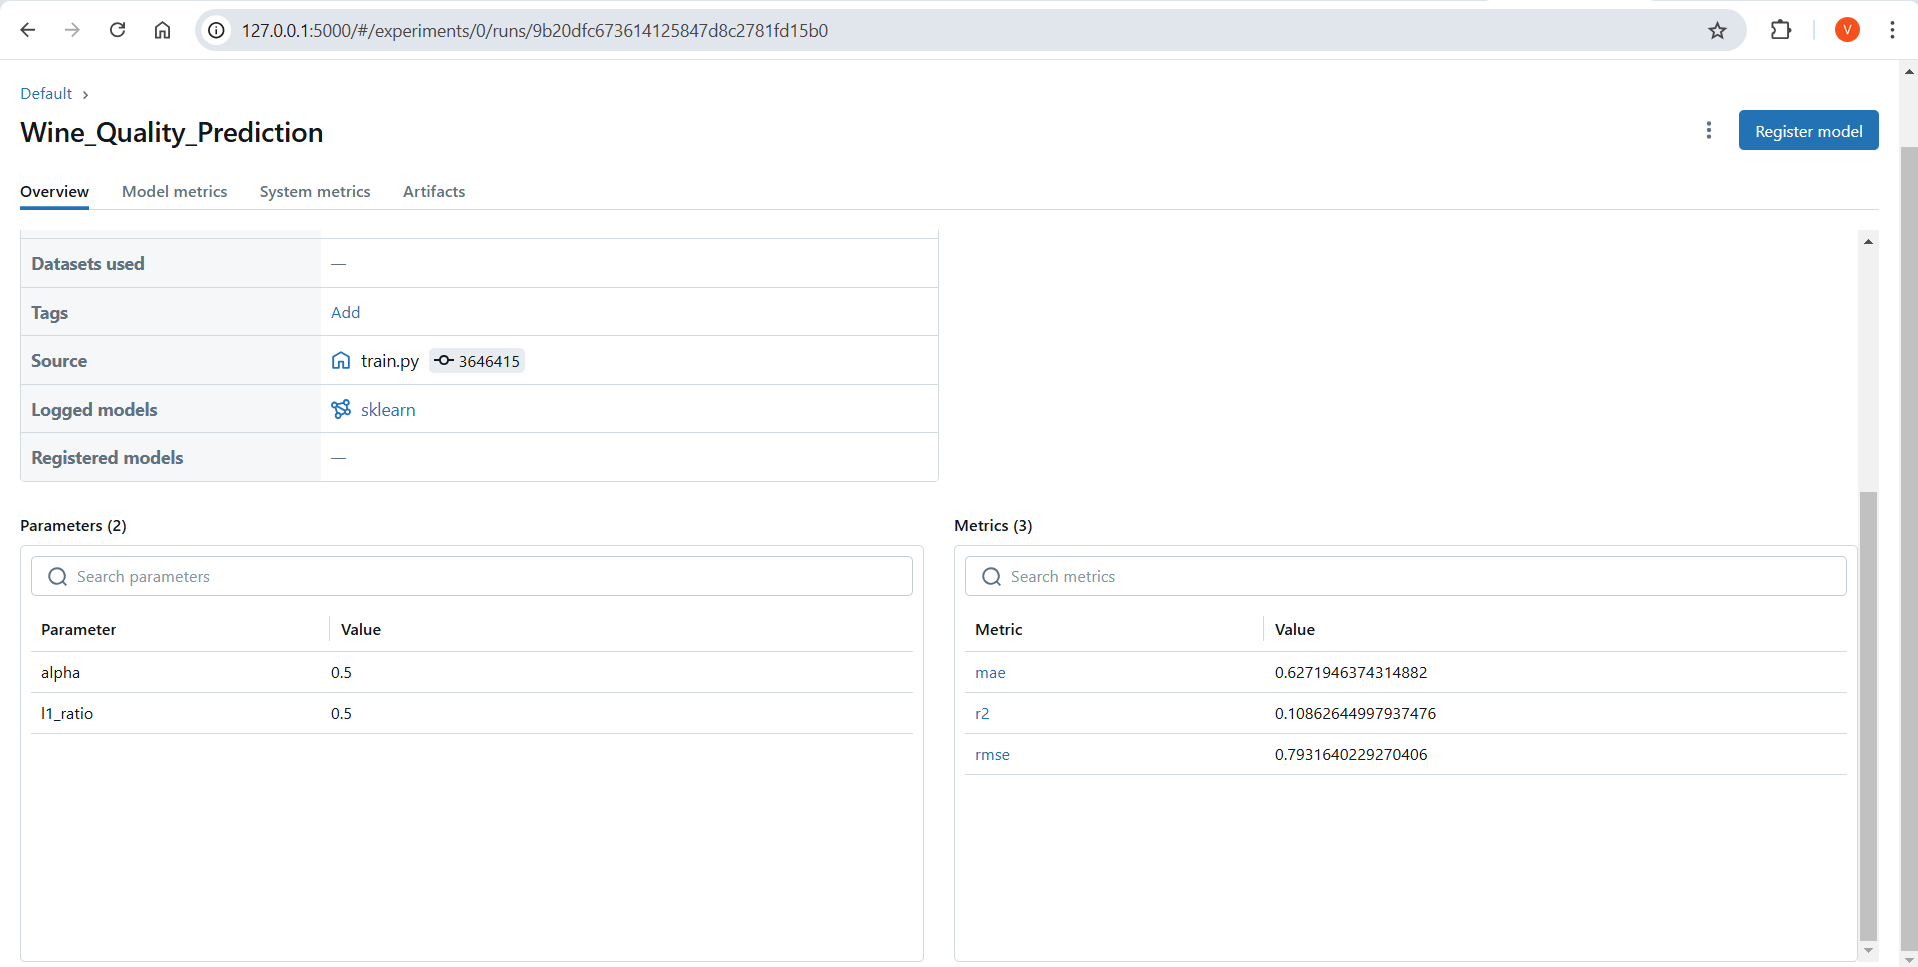 127.0.0.1:5000/#/experiments/0/runs/9b20dfc673614125847d8c2781fd15b0
V
Default
Wine_Quality_Prediction
Register model
Overview Model metrics System metrics Artifacts
Datasets used —
Tags Add
Source train.py 3646415
Logged models sklearn
Registered models —
Parameters (2)
Search parameters
Parameter Value
alpha 0.5
l1_ratio 0.5
Metrics (3)
Search metrics
Metric Value
mae 0.6271946374314882
r2 0.10862644997937476
rmse 0.7931640229270406